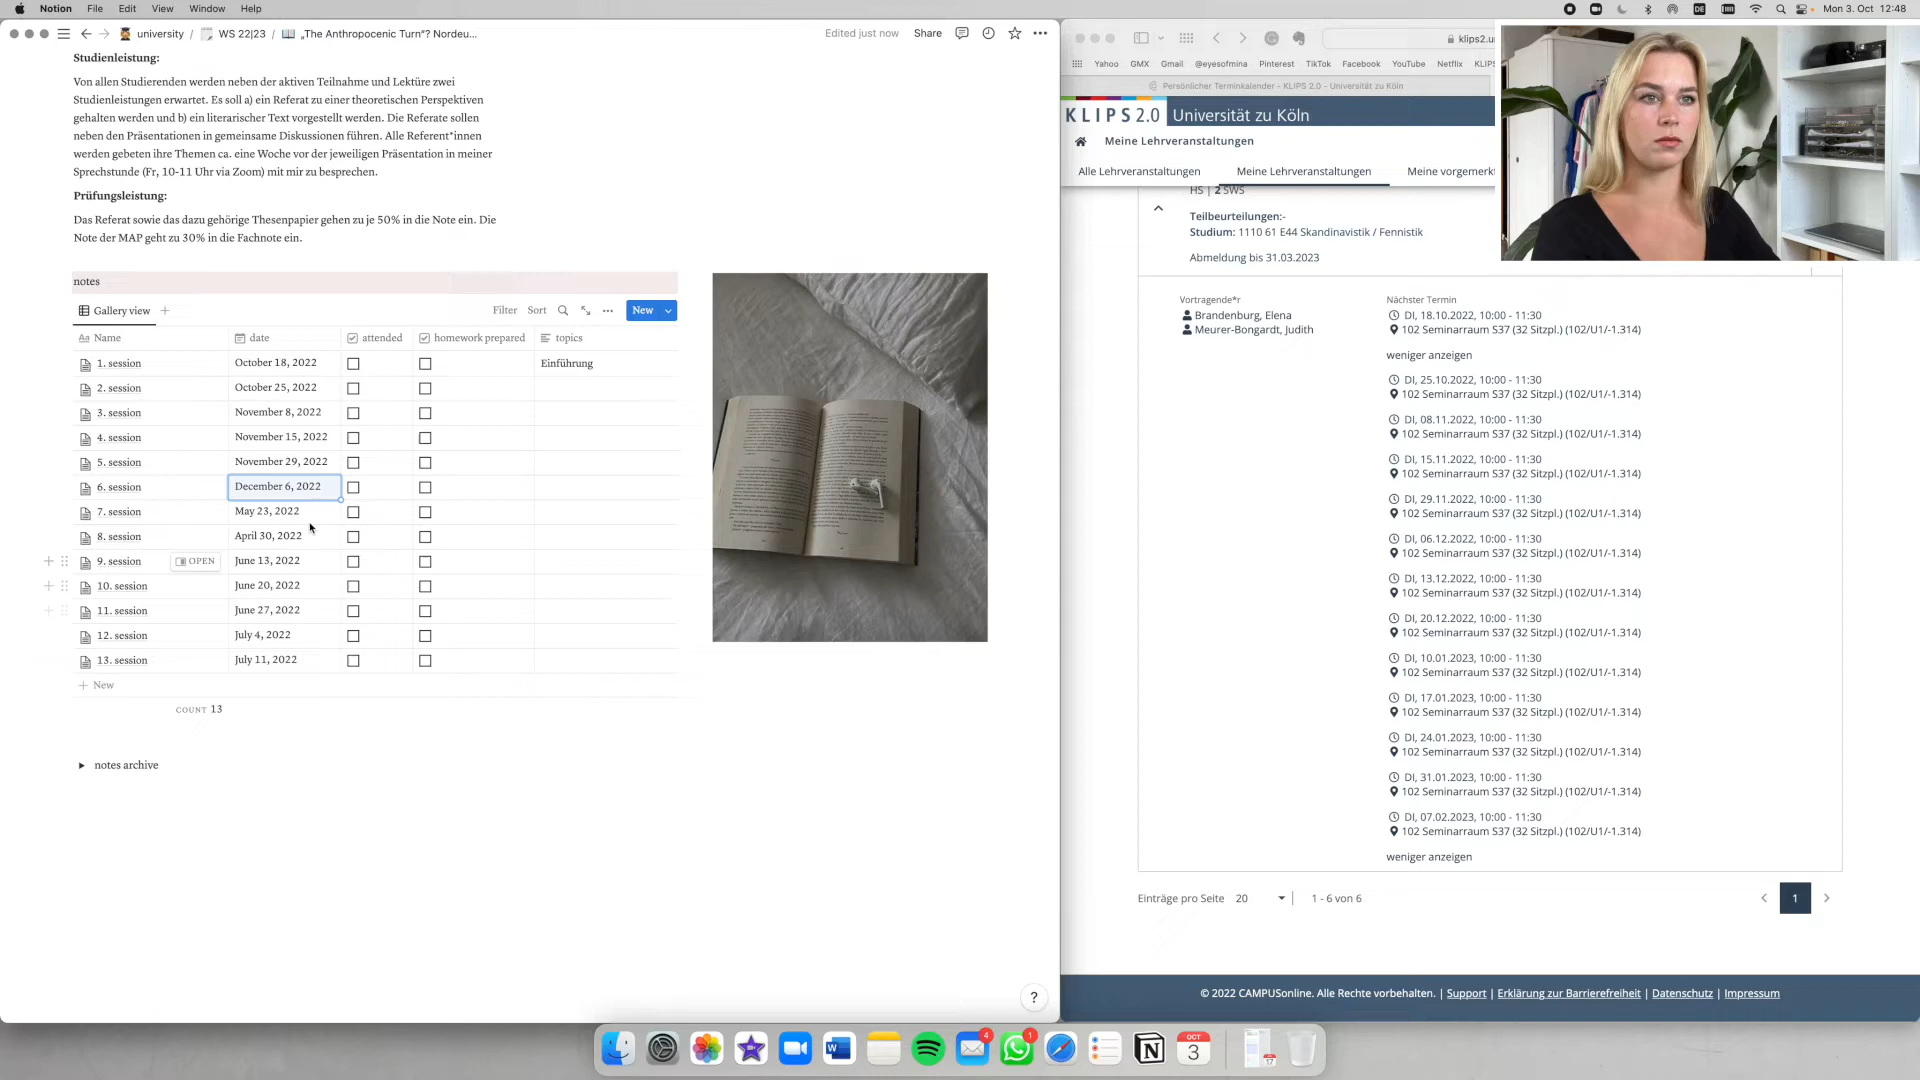 Notion File Edit View Window Help
Mon 3. Oct 12:48
university / WS 22|23 / „The Anthropocenic Turn“? Nordeu...
Edited just now Share
Studienleistung:
Von allen Studierenden werden neben der aktiven Teilnahme und Lektüre zwei
Studienleistungen erwartet. Es soll a) ein Referat zu einer theoretischen Perspektiven
gehalten werden und b) ein literarischer Text vorgestellt werden. Die Referate sollen
neben den Präsentationen in gemeinsame Diskussionen führen. Alle Referent*innen
werden gebeten ihre Themen ca. eine Woche vor der jeweiligen Präsentation in meiner
Sprechstunde (Fr, 10-11 Uhr via Zoom) mit mir zu besprechen.
Prüfungsleistung:
Das Referat sowie das dazu gehörige Thesenpapier gehen zu je 50% in die Note ein. Die
Note der MAP geht zu 30% in die Fachnote ein.
notes
Gallery view
Filter Sort New
Name date attended homework prepared topics
1. session October 18, 2022 Einführung
2. session October 25, 2022
3. session November 8, 2022
4. session November 15, 2022
5. session November 29, 2022
6. session December 6, 2022
7. session May 23, 2022
8. session April 30, 2022
9. session OPEN June 13, 2022
10. session June 20, 2022
11. session June 27, 2022
12. session July 4, 2022
13. session July 11, 2022
+ New
COUNT 13
notes archive
?
klips2.u
Yahoo GMX Gmail @eyesofmina Pinterest TikTok Facebook YouTube Netflix KLIPS
Persönlicher Terminkalender - KLIPS 2.0 - Universität zu Köln
KLIPS 2.0 Universität zu Köln
Meine Lehrveranstaltungen
Alle Lehrveranstaltungen Meine Lehrveranstaltungen Meine vorgemerkt
HS | 2 SWS
Teilbeurteilungen:-
Studium: 1110 61 E44 Skandinavistik / Fennistik
Abmeldung bis 31.03.2023
Vortragende*r
Brandenburg, Elena
Meurer-Bongardt, Judith
Nächster Termin
DI, 18.10.2022, 10:00 - 11:30
102 Seminarraum S37 (32 Sitzpl.) (102/U1/-1.314)
weniger anzeigen
DI, 25.10.2022, 10:00 - 11:30
102 Seminarraum S37 (32 Sitzpl.) (102/U1/-1.314)
DI, 08.11.2022, 10:00 - 11:30
102 Seminarraum S37 (32 Sitzpl.) (102/U1/-1.314)
DI, 15.11.2022, 10:00 - 11:30
102 Seminarraum S37 (32 Sitzpl.) (102/U1/-1.314)
DI, 29.11.2022, 10:00 - 11:30
102 Seminarraum S37 (32 Sitzpl.) (102/U1/-1.314)
DI, 06.12.2022, 10:00 - 11:30
102 Seminarraum S37 (32 Sitzpl.) (102/U1/-1.314)
DI, 13.12.2022, 10:00 - 11:30
102 Seminarraum S37 (32 Sitzpl.) (102/U1/-1.314)
DI, 20.12.2022, 10:00 - 11:30
102 Seminarraum S37 (32 Sitzpl.) (102/U1/-1.314)
DI, 10.01.2023, 10:00 - 11:30
102 Seminarraum S37 (32 Sitzpl.) (102/U1/-1.314)
DI, 17.01.2023, 10:00 - 11:30
102 Seminarraum S37 (32 Sitzpl.) (102/U1/-1.314)
DI, 24.01.2023, 10:00 - 11:30
102 Seminarraum S37 (32 Sitzpl.) (102/U1/-1.314)
DI, 31.01.2023, 10:00 - 11:30
102 Seminarraum S37 (32 Sitzpl.) (102/U1/-1.314)
DI, 07.02.2023, 10:00 - 11:30
102 Seminarraum S37 (32 Sitzpl.) (102/U1/-1.314)
weniger anzeigen
Einträge pro Seite 20 1 - 6 von 6
1
© 2022 CAMPUSonline. Alle Rechte vorbehalten. | Support | Erklärung zur Barrierefreiheit | Datenschutz | Impressum
W
4
1
OCT
3
17